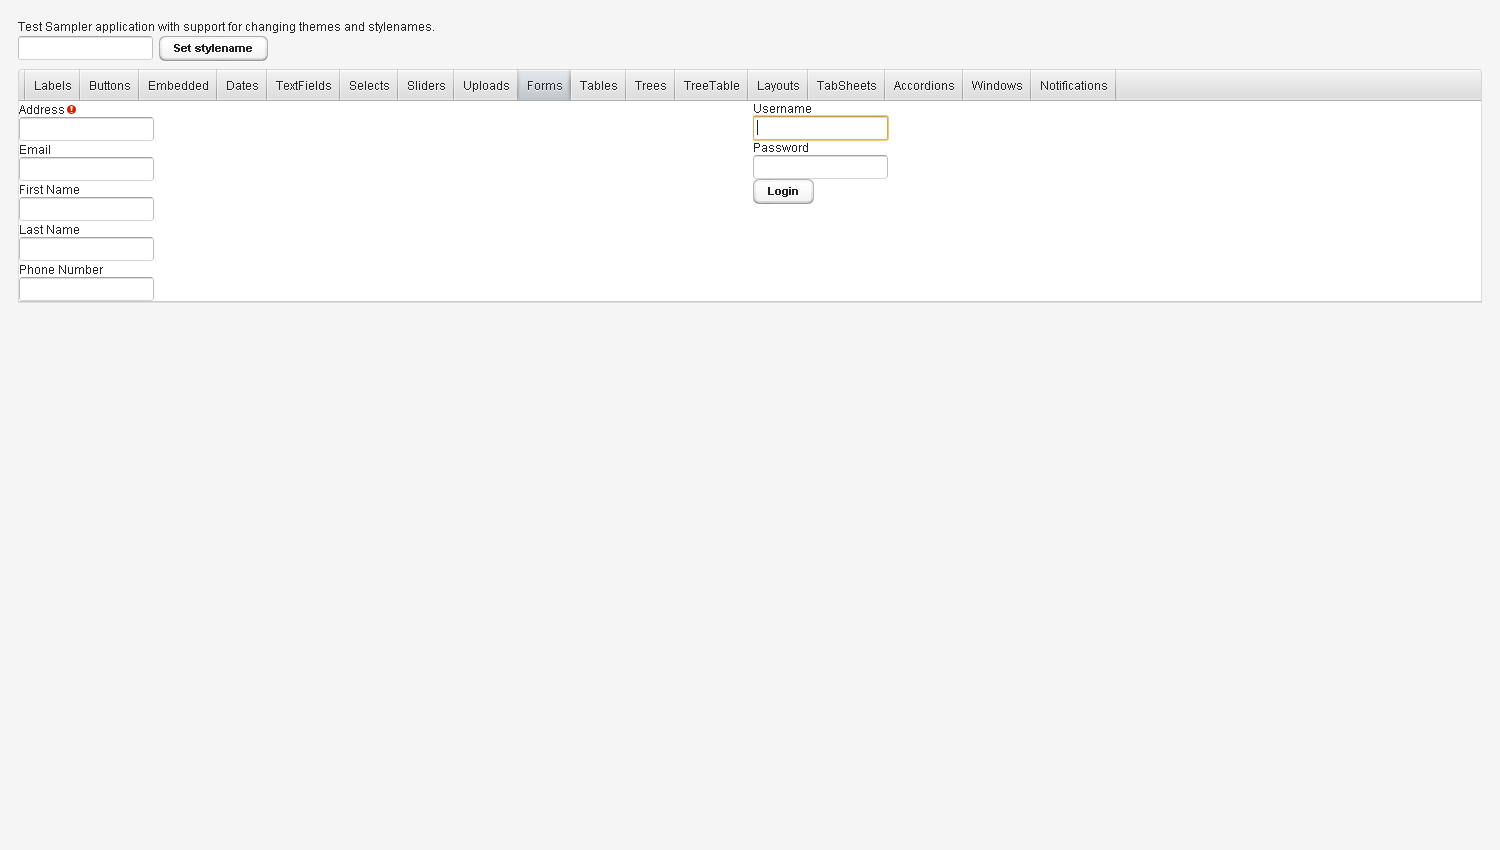 Test Sampler application with support for changing themes and stylenames.
Set stylename
Labels Buttons Embedded Dates TextFields Selects Sliders Uploads Forms Tables Trees TreeTable Layouts TabSheets Accordions Windows Notifications
Address
Email
First Name
Last Name
Phone Number
Username
Password
Login